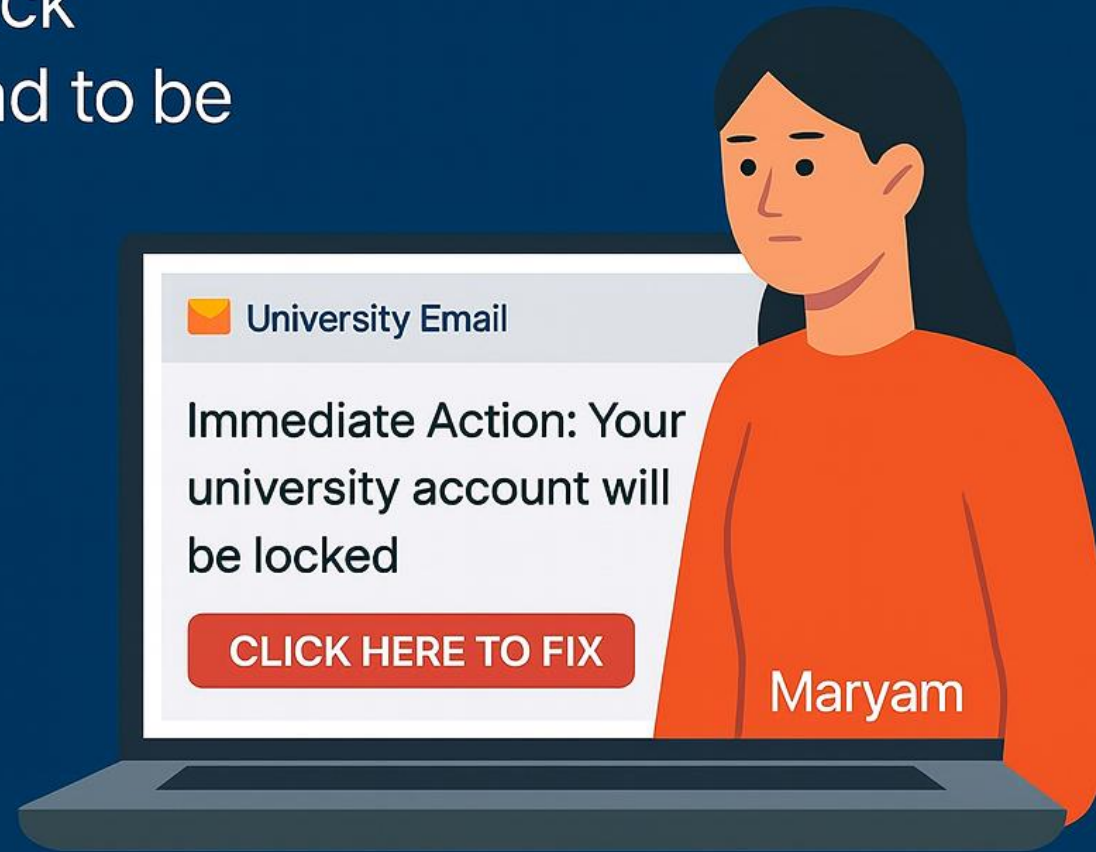 to be
University Email
Immediate Action: Your
university account will
be locked
CLICK HERE TO FIX
Maryam